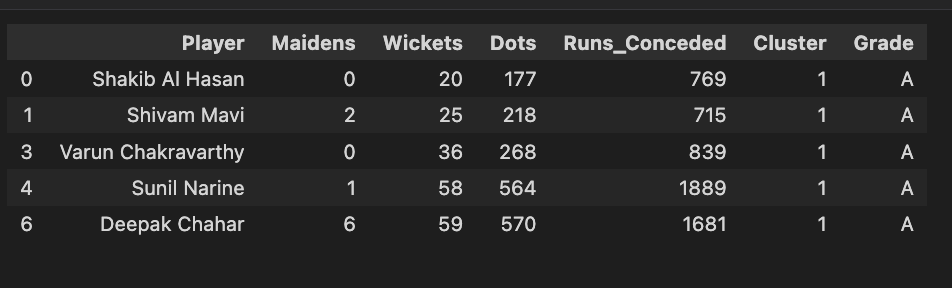 Player Maidens Wickets Dots Runs_Conceded Cluster Grade
0 Shakib Al Hasan 0 20 177 769 1 A
1 Shivam Mavi 2 25 218 715 1 A
3 Varun Chakravarthy 0 36 268 839 1 A
4 Sunil Narine 1 58 564 1889 1 A
6 Deepak Chahar 6 59 570 1681 1 A